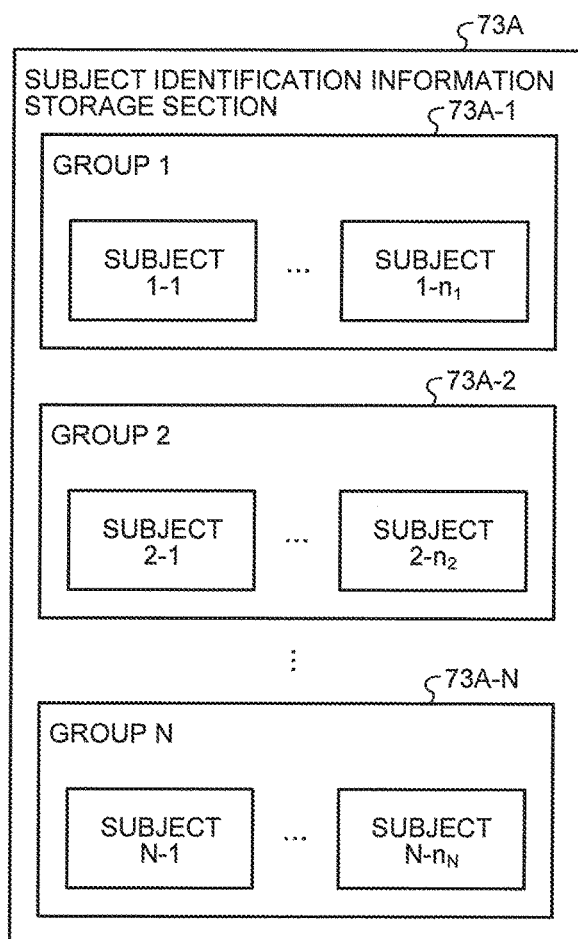 73A
SUBJECT IDENTIFICATION INFORMATION
STORAGE SECTION
73A-1
GROUP 1
SUBJECT
1-1
...
SUBJECT
1-n₁
73A-2
GROUP 2
SUBJECT
2-1
...
SUBJECT
2-n₂
⋮
73A-N
GROUP N
SUBJECT
N-1
...
SUBJECT
N-n_N